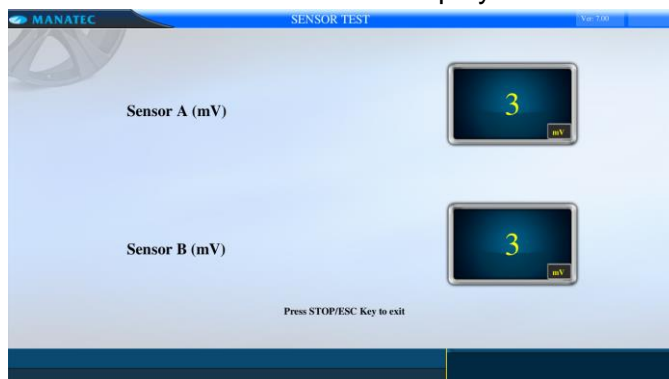 MANATEC SENSOR TEST Ver 7.00
Sensor A (mV) 3 mV
Sensor B (mV) 3 mV
Press STOP/ESC Key to exit